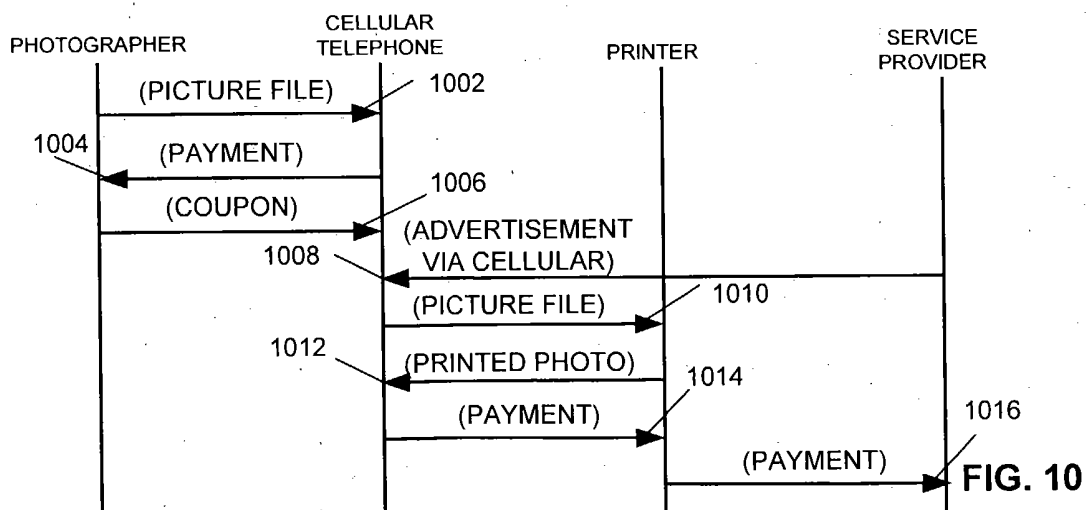 PHOTOGRAPHER
CELLULAR
TELEPHONE
PRINTER
SERVICE
PROVIDER
(PICTURE FILE)
1002
1004
(PAYMENT)
1006
(COUPON)
(ADVERTISEMENT
VIA CELLULAR)
1008
(PICTURE FILE)
1010
1012
(PRINTED PHOTO)
1014
(PAYMENT)
1016
(PAYMENT)
FIG. 10